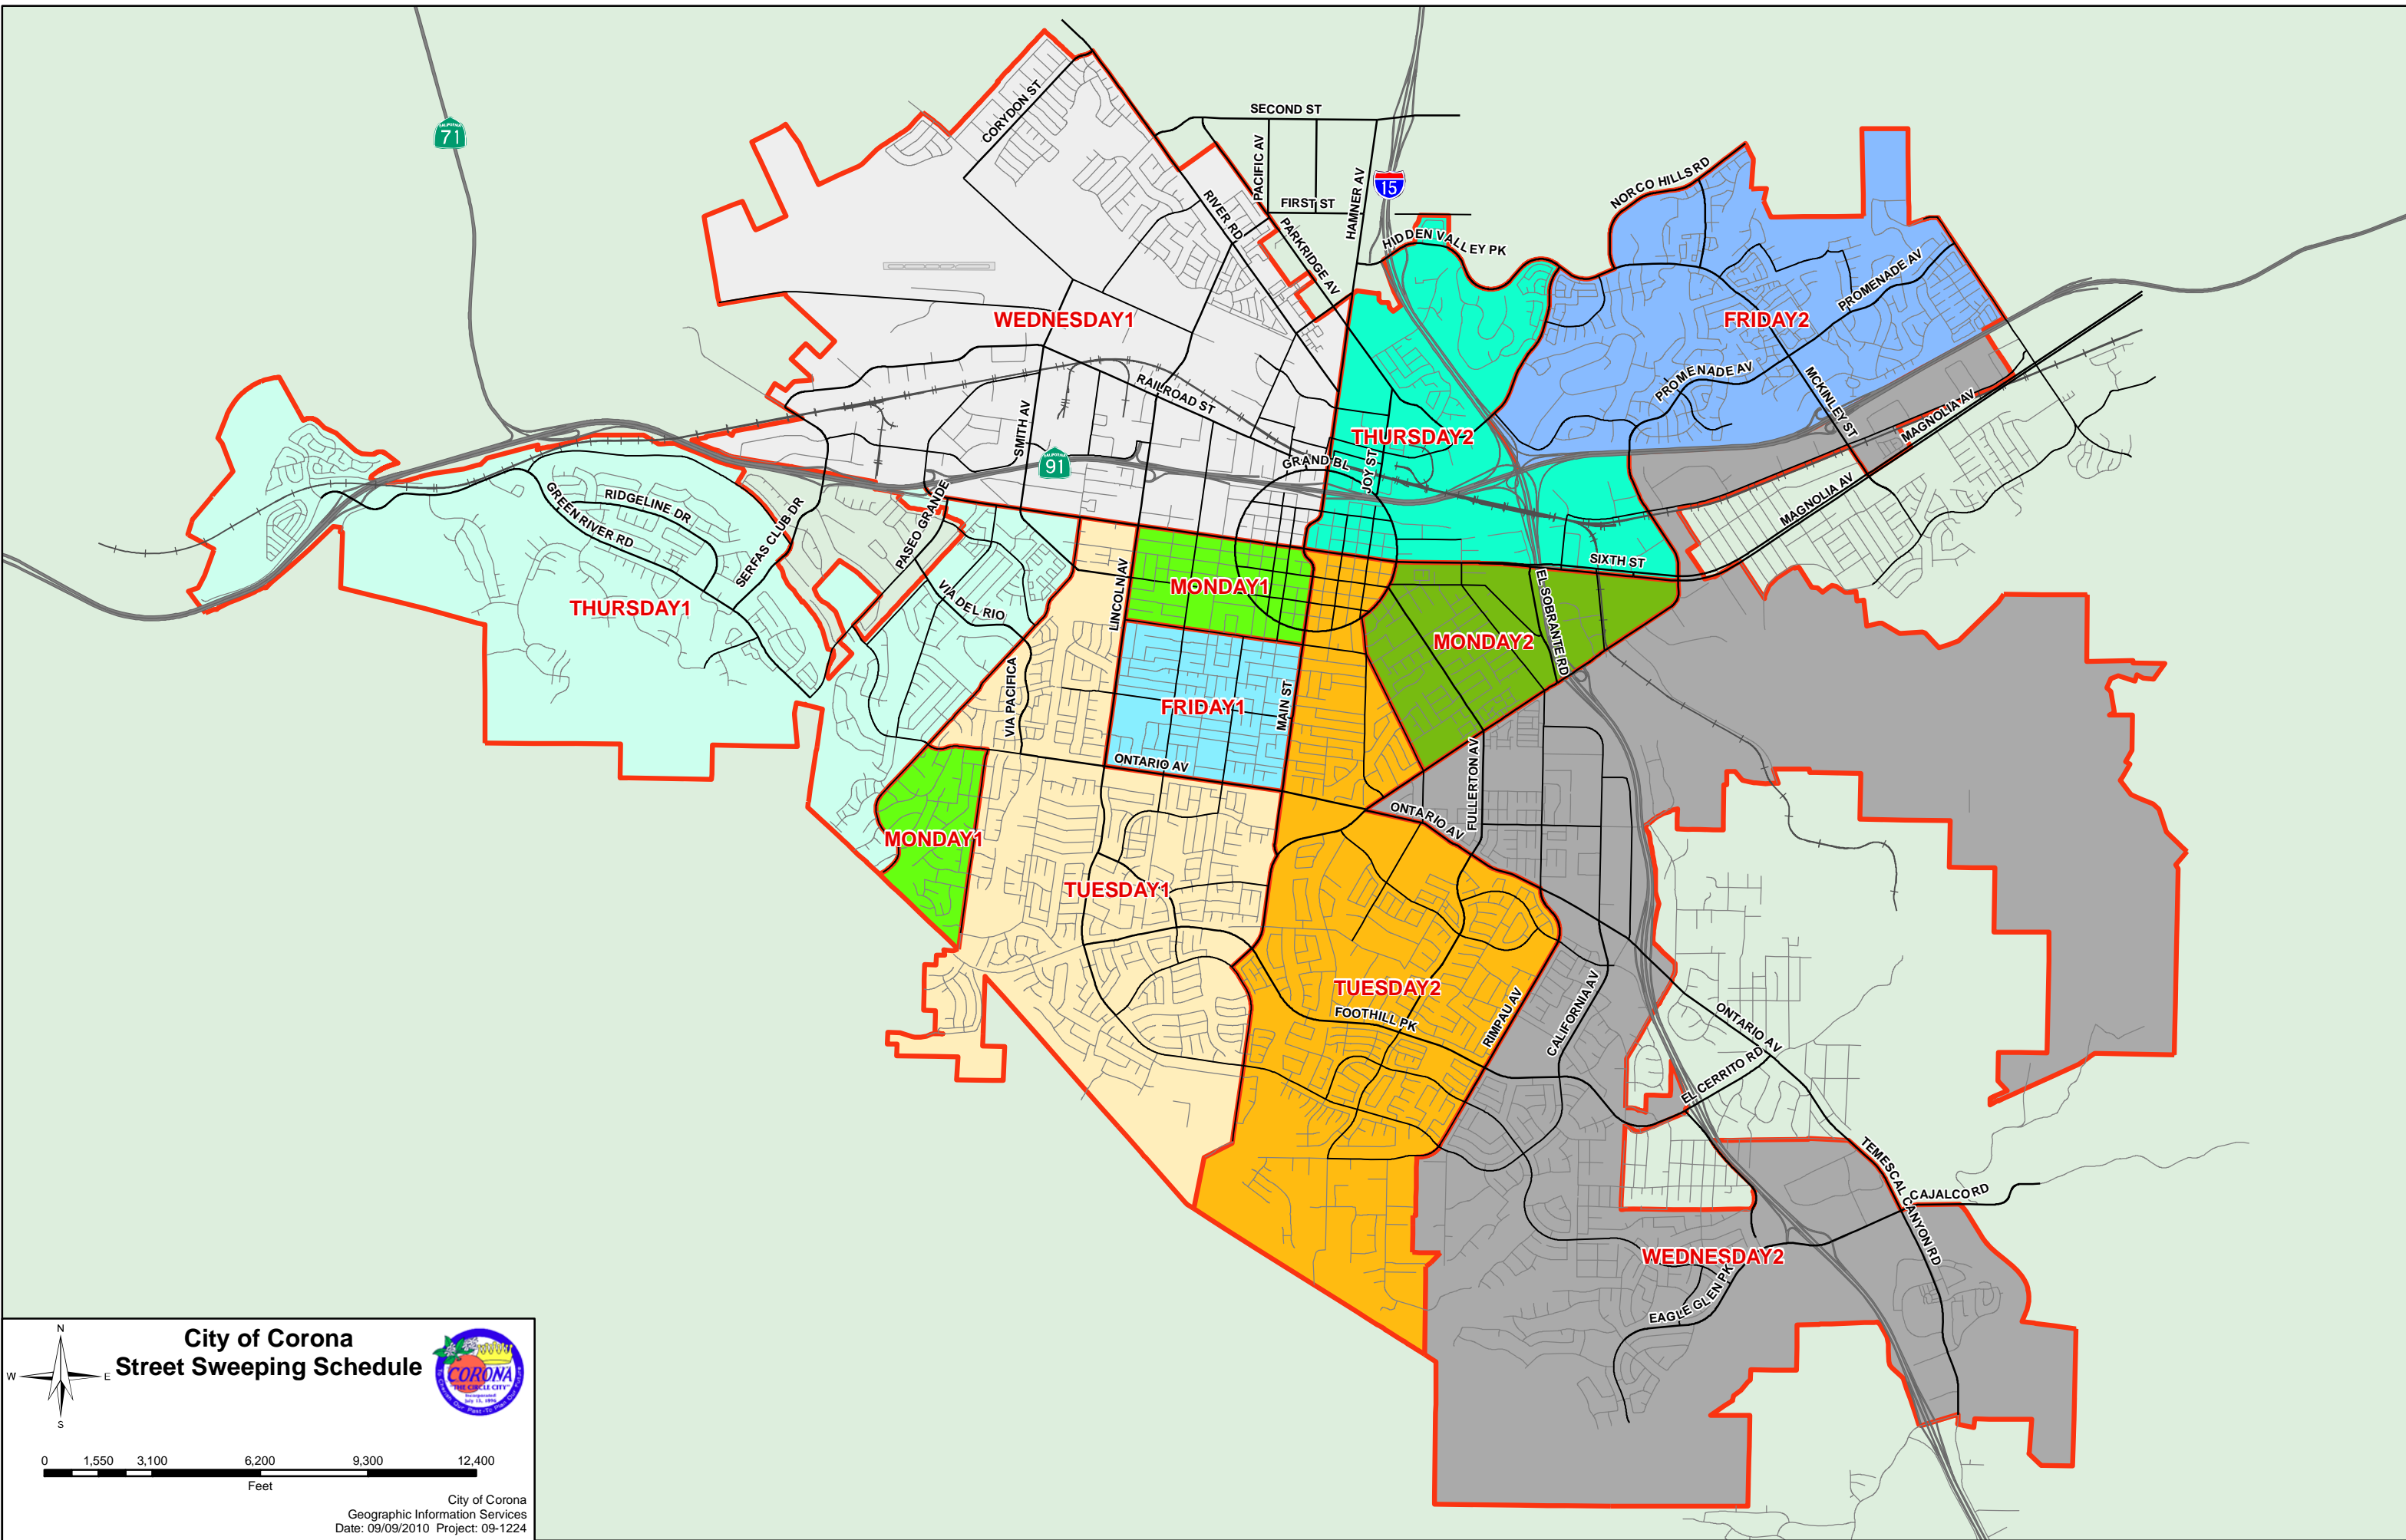 CORYDON ST
SECOND ST
PACIFIC AV
FIRST ST
HAMNER AV
RIVER RD
PARKRIDGE AV
71
15
HIDDEN VALLEY PK
NORCO HILLS RD
PROMENADE AV
WEDNESDAY1
FRIDAY2
RAILROAD ST
SMITH AV
91
THURSDAY2
GRAND BL
JOY ST
PROMENADE AV
MCKINLEY ST
MAGNOLIA AV
MAGNOLIA AV
GREEN RIVER RD
RIDGELINE DR
SERFAS CLUB DR
PASEO GRANDE
VIA DEL RIO
THURSDAY1
LINCOLN AV
MONDAY1
SIXTH ST
EL SOBRANTE RD
MONDAY2
VIA PACIFICA
FRIDAY1
MAIN ST
ONTARIO AV
FULLERTON AV
ONTARIO AV
MONDAY1
TUESDAY1
TUESDAY2
FOOTHILL PK
RIMPAU AV
CALIFORNIA AV
ONTARIO AV
EL CERRITO RD
TEMESCAL CANYON RD
CAJALCO RD
WEDNESDAY2
EAGLE GLEN PK
N
W
E
S
City of Corona
Street Sweeping Schedule
CORONA
"THE CIRCLE CITY"
Incorporated
July 13, 1896
0 1,550 3,100 6,200 9,300 12,400
Feet
City of Corona
Geographic Information Services
Date: 09/09/2010 Project: 09-1224